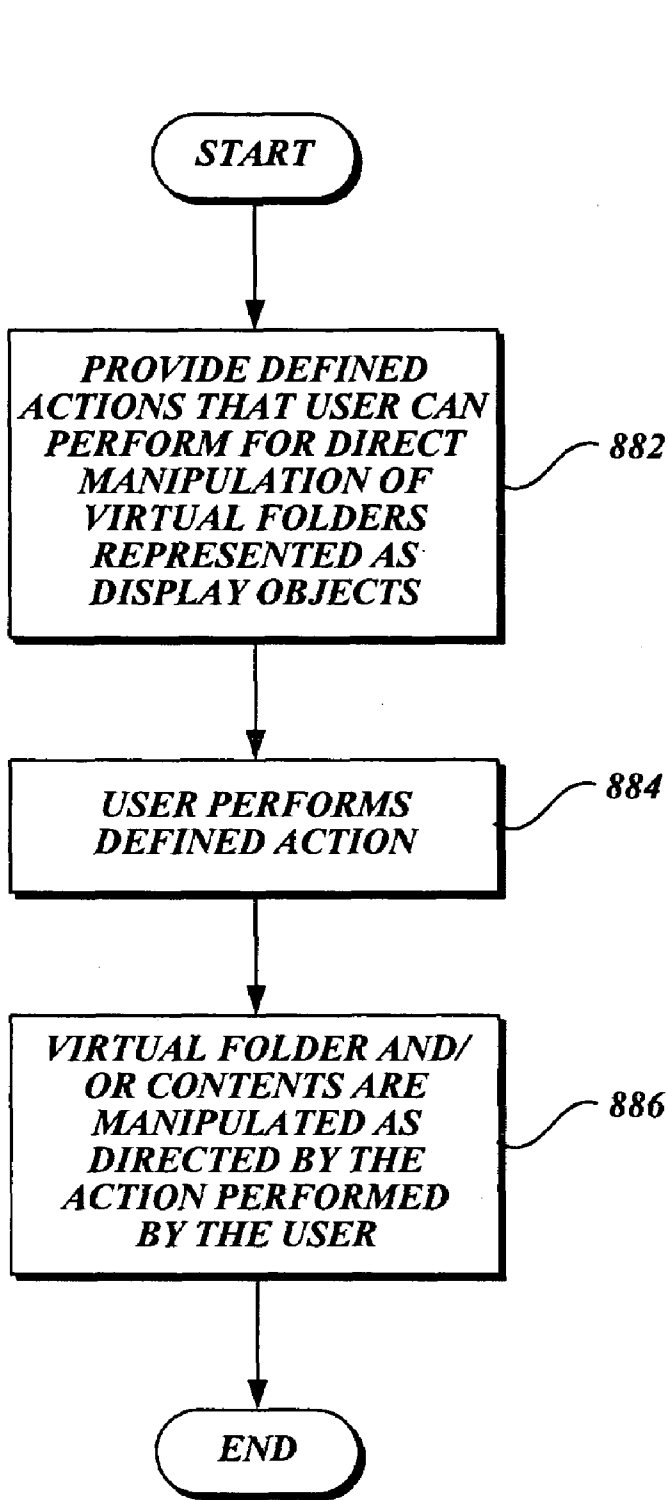 START
PROVIDE DEFINED
ACTIONS THAT USER CAN
PERFORM FOR DIRECT
MANIPULATION OF
VIRTUAL FOLDERS
REPRESENTED AS
DISPLAY OBJECTS
882
USER PERFORMS
DEFINED ACTION
884
VIRTUAL FOLDER AND/
OR CONTENTS ARE
MANIPULATED AS
DIRECTED BY THE
ACTION PERFORMED
BY THE USER
886
END